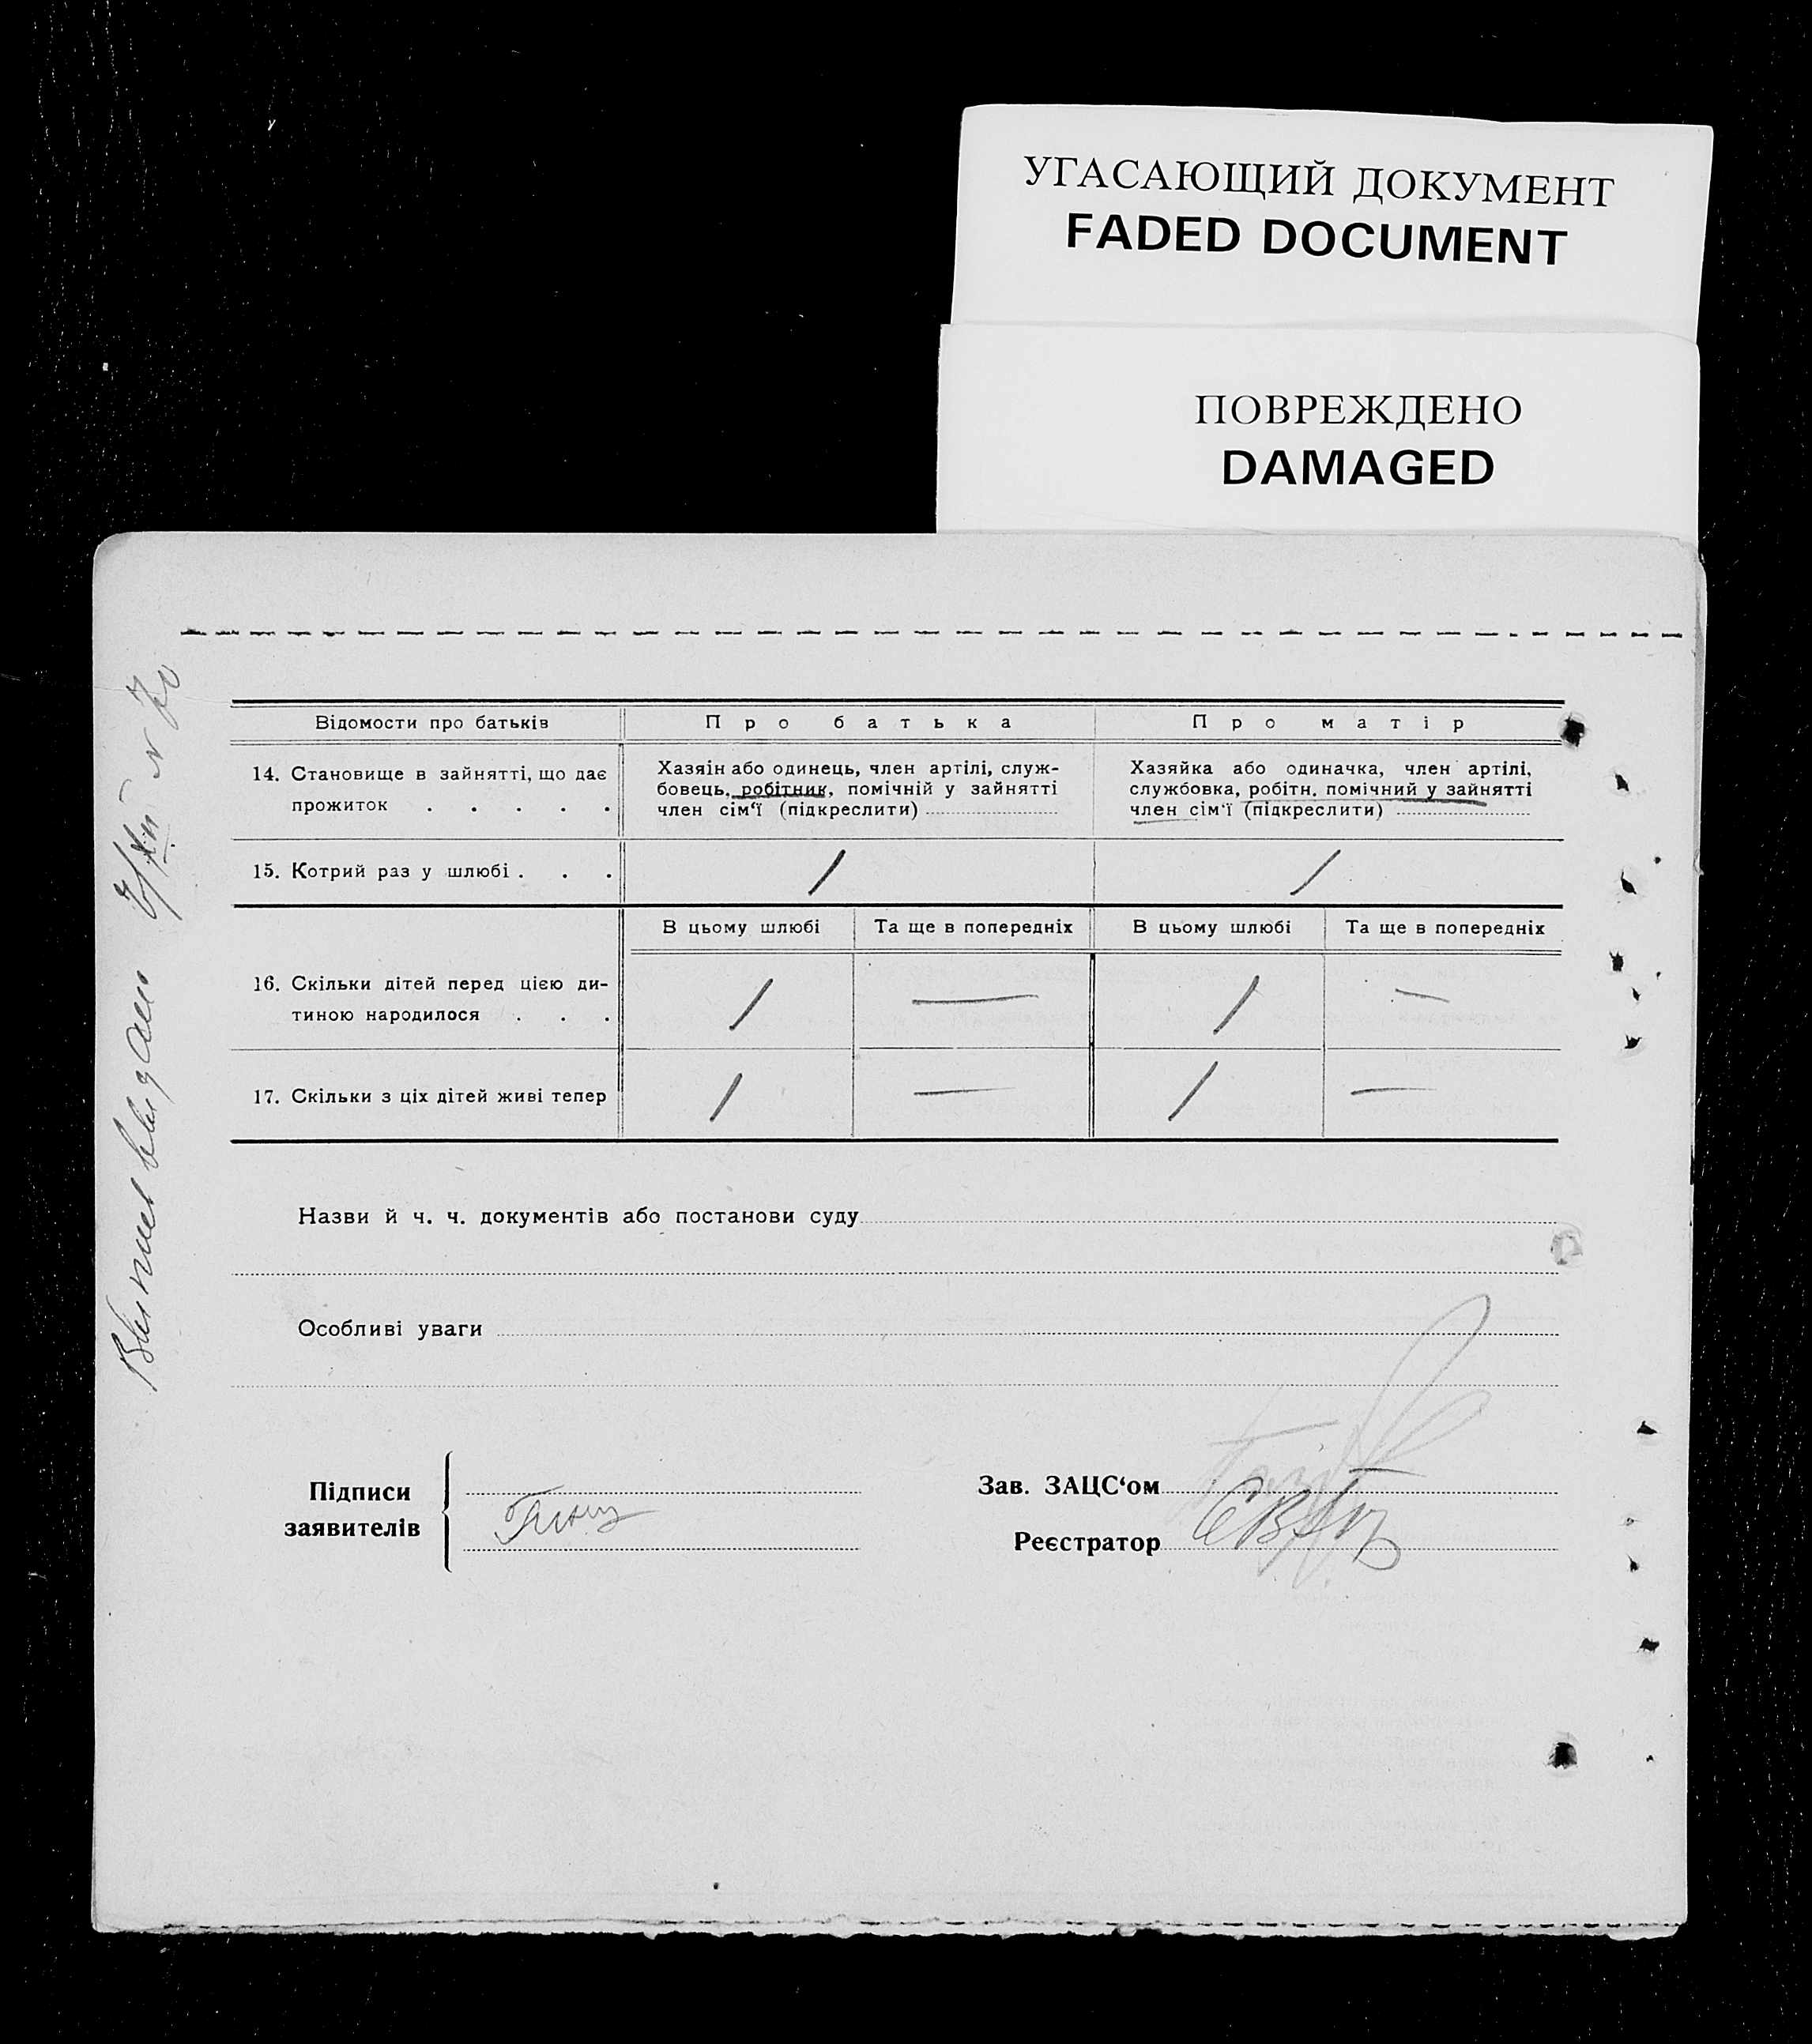 УГАСАЮЩИЙ ДОКУМЕНТ
FADED DOCUMENT
ПОВРЕЖДЕНО
DAMAGED
Відомости про батьків
Про батька
Про матір
14. Становище в зайнятті, що дає
прожиток . . . . .
Хазяін або одинець, член артілі, служ-
бовець, робітник, помічній у зайнятті
член сім‘ї (підкреслити)
Хазяйка або одиначка, член артілі,
службовка, робітн. помічний у зайнятті
член сім‘ї (підкреслити)
15. Котрий раз у шлюбі . . .
1
1
В цьому шлюбі
Та ще в попередніх
В цьому шлюбі
Та ще в попередніх
16. Скільки дітей перед цією ди-
тиною народилося . . .
1 — 1 —
17. Скільки з ціх дітей живі тепер
1 — 1 —
Назви й ч. ч. документів або постанови суду
Особливі уваги
Підписи
заявителів
Зав. ЗАЦС‘ом
Реєстратор